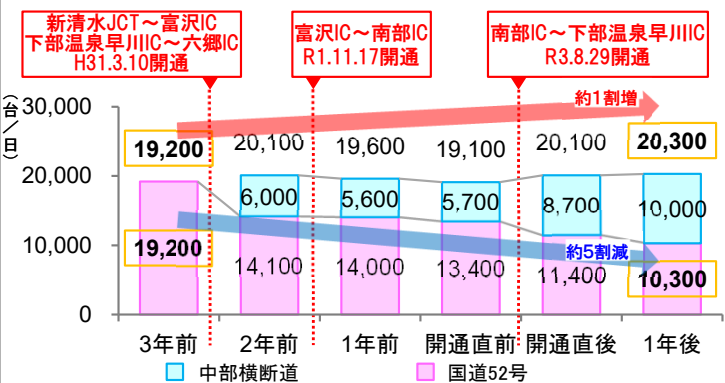 新清水JCT～富沢IC
下部温泉早川IC～六郷IC
H31.3.10開通
富沢IC～南部IC
R1.11.17開通
南部IC～下部温泉早川IC
R3.8.29開通
(台/日)
30,000
20,000
10,000
0
約1割増
19,200
20,100
19,600
19,100
20,100
20,300
6,000
5,600
5,700
8,700
10,000
19,200
14,100
14,000
13,400
11,400
10,300
約5割減
3年前
2年前
1年前
開通直前
開通直後
1年後
中部横断道
国道52号